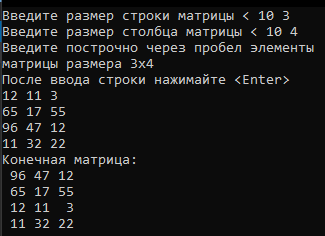 Введите размер строки матрицы < 10 3
Введите размер столбца матрицы < 10 4
Введите построчно через пробел элементы
матрицы размера 3x4
После ввода строки нажимайте <Enter>
12 11 3
65 17 55
96 47 12
11 32 22
Конечная матрица:
 96 47 12
 65 17 55
 12 11  3
 11 32 22